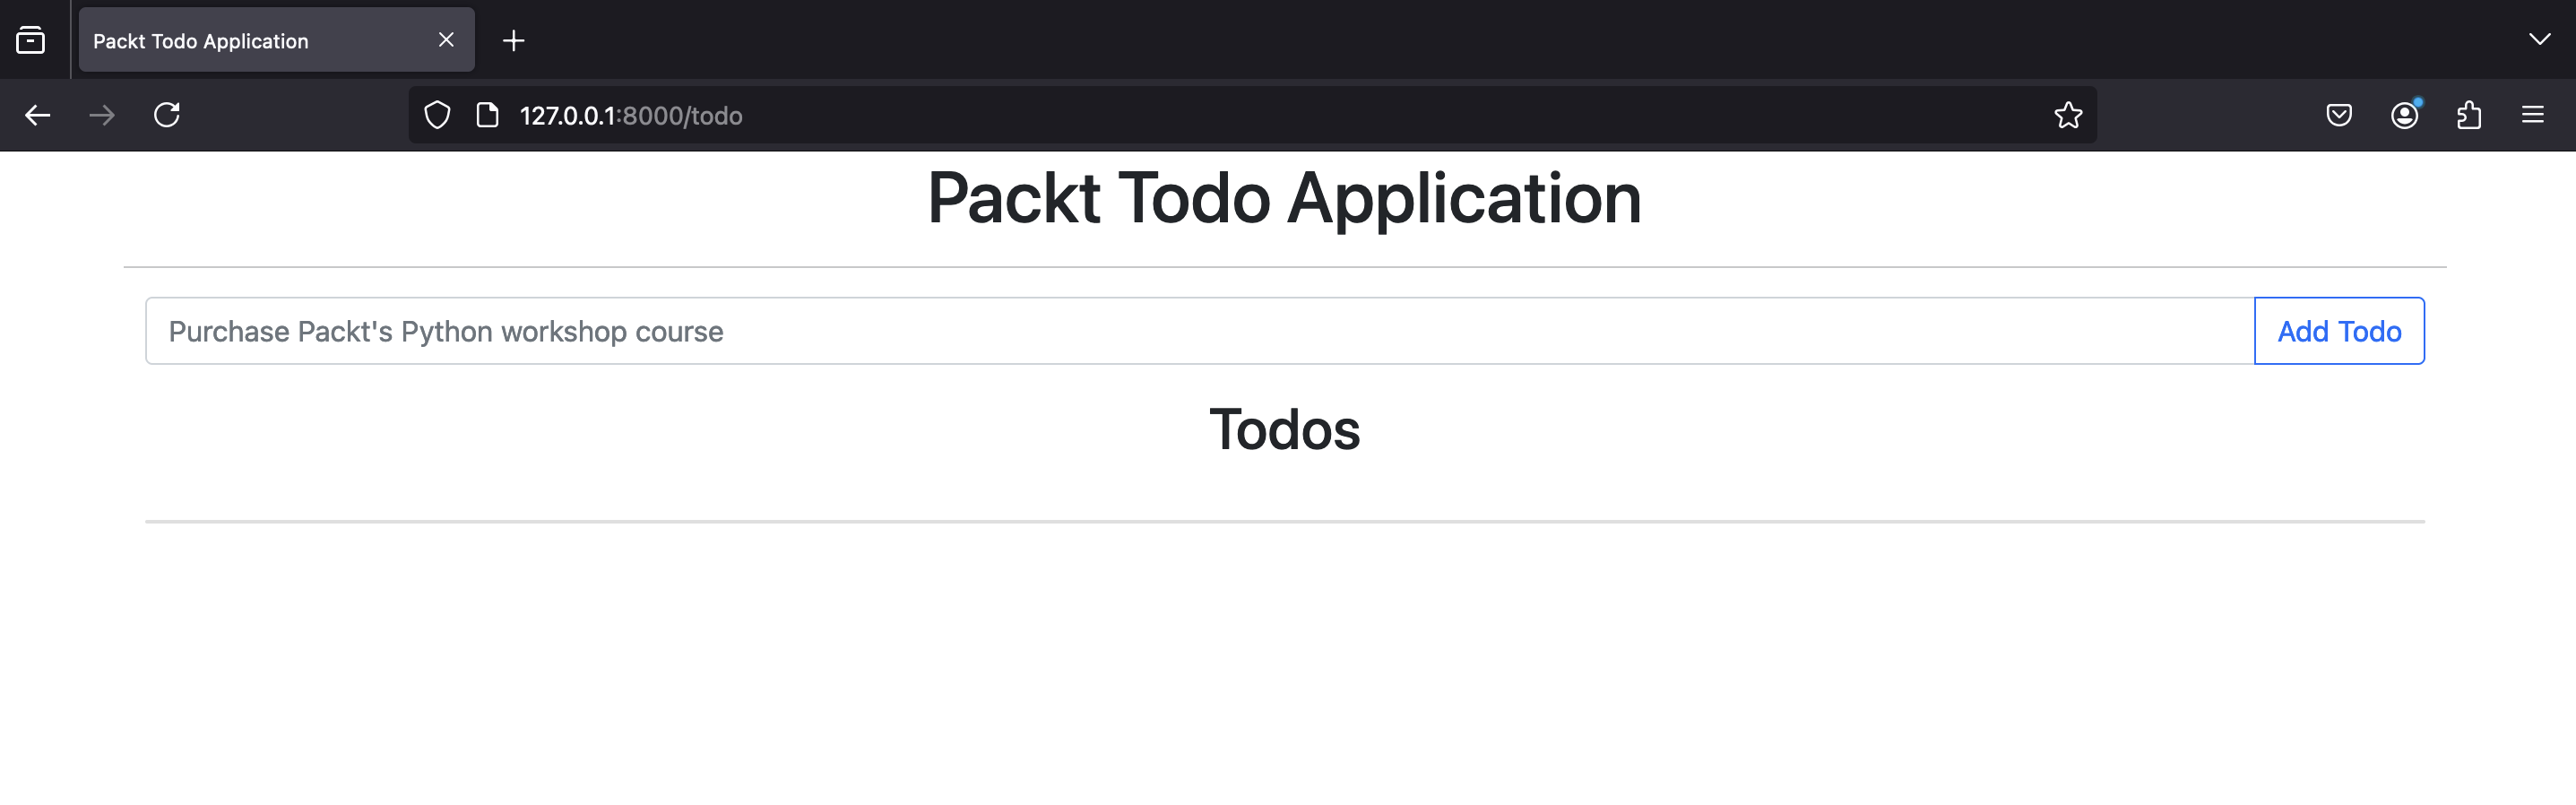 Packt Todo Application
127.0.0.1:8000/todo
Packt Todo Application
Purchase Packt's Python workshop course
Add Todo
Todos